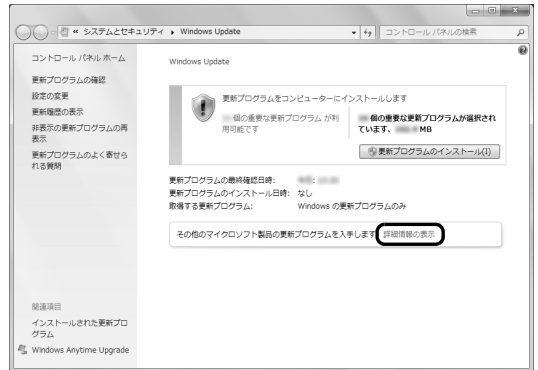 « システムとセキュリティ ▸ Windows Update
コントロール パネルの検索
コントロール パネル ホーム
更新プログラムの確認
設定の変更
更新履歴の表示
非表示の更新プログラムの再
表示
更新プログラムのよく寄せら
れる質問
関連項目
インストールされた更新プロ
グラム
Windows Anytime Upgrade
Windows Update
更新プログラムをコンピューターにインストールします
個の重要な更新プログラム が利
用可能です
個の重要な更新プログラムが選択され
ています、 MB
更新プログラムのインストール(I)
更新プログラムの最終確認日時:
更新プログラムのインストール日時: なし
取得する更新プログラム: Windows の更新プログラムのみ
その他のマイクロソフト製品の更新プログラムを入手します 詳細情報の表示